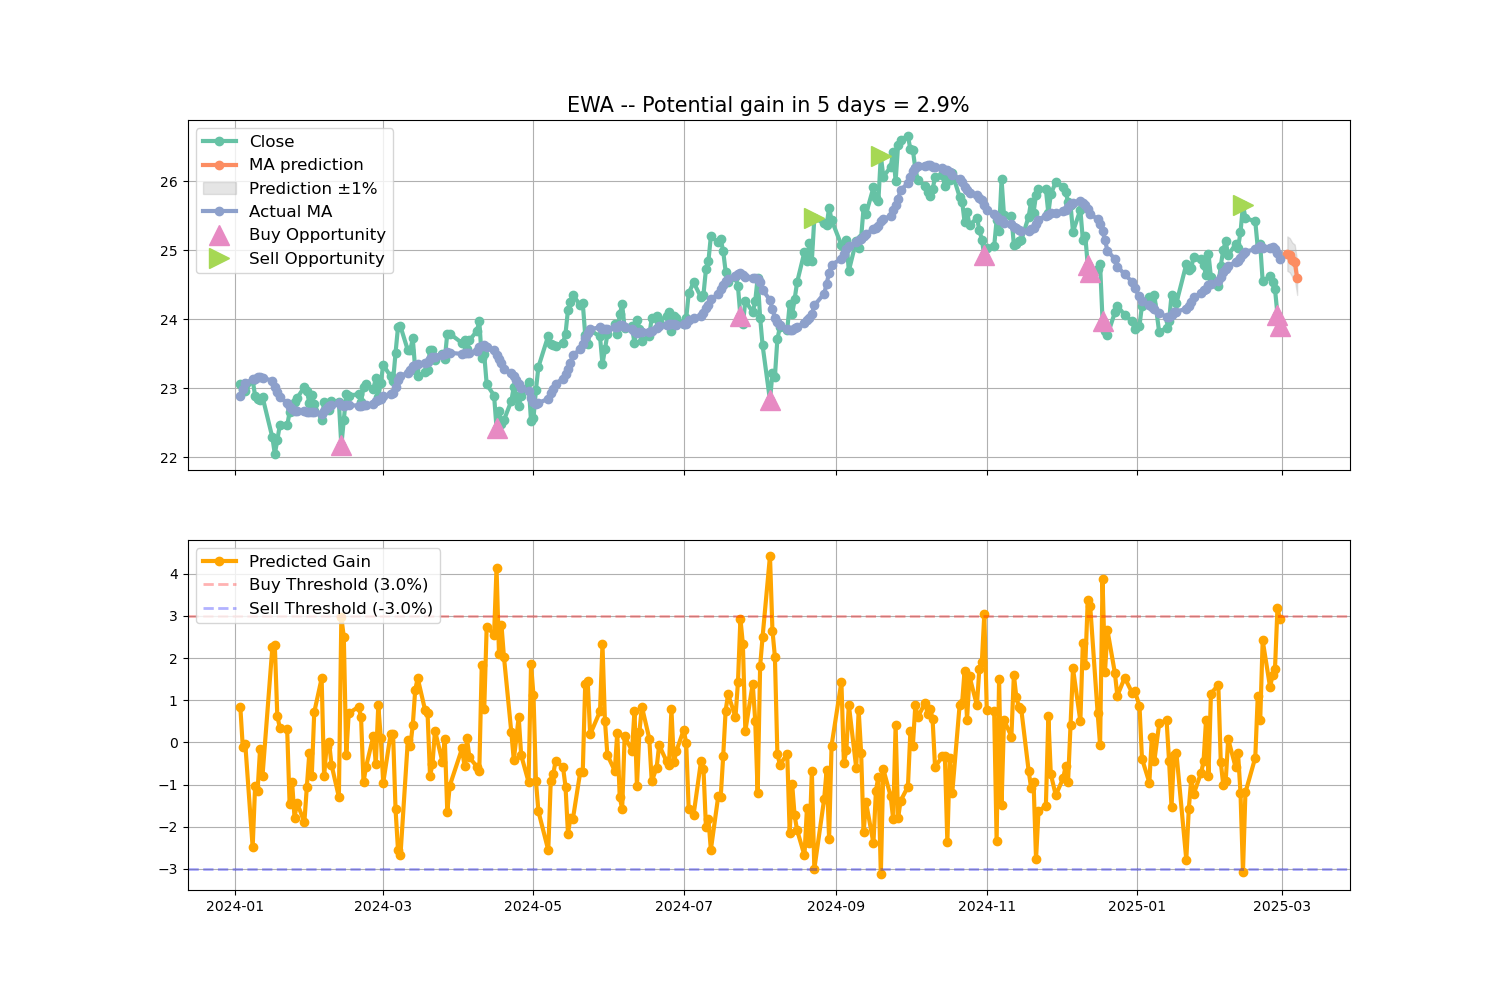 EWA -- Potential gain in 5 days = 2.9%
Close
MA prediction
Prediction ±1%
Actual MA
Buy Opportunity
Sell Opportunity
26
25
24
23
22
Predicted Gain
Buy Threshold (3.0%)
Sell Threshold (-3.0%)
4
3
2
1
0
−1
−2
−3
2024-01 2024-03 2024-05 2024-07 2024-09 2024-11 2025-01 2025-03